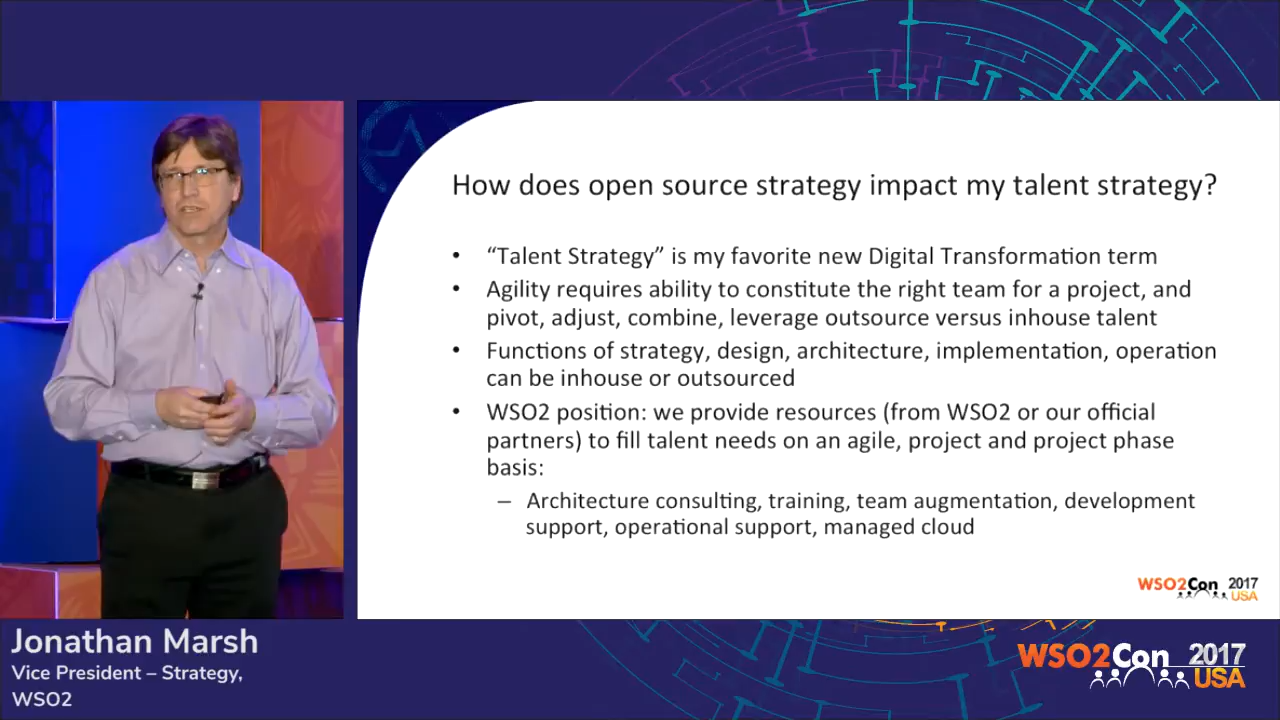 How does open source strategy impact my talent strategy?
• “Talent Strategy” is my favorite new Digital Transformation term
• Agility requires ability to constitute the right team for a project, and
pivot, adjust, combine, leverage outsource versus inhouse talent
• Functions of strategy, design, architecture, implementation, operation
can be inhouse or outsourced
• WSO2 position: we provide resources (from WSO2 or our official
partners) to fill talent needs on an agile, project and project phase
basis:
– Architecture consulting, training, team augmentation, development
support, operational support, managed cloud
WSO2Con 2017
USA
Jonathan Marsh
Vice President – Strategy,
WSO2
WSO2Con 2017
USA